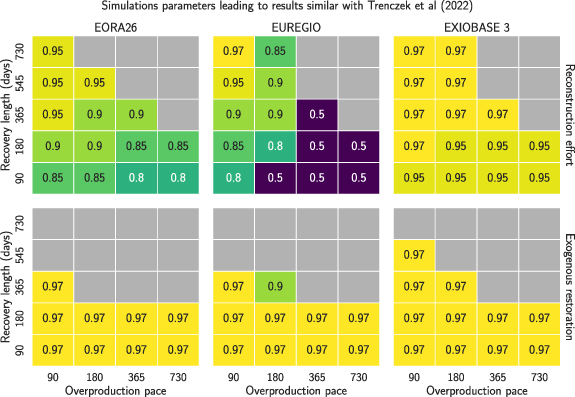 Simulations parameters leading to results similar with Trenczek et al (2022)
EORA26 EUREGIO EXIOBASE 3
730 0.95 0.97 0.85 0.97 0.97
545 0.95 0.95 0.95 0.9 0.97 0.97
365 0.95 0.9 0.9 0.9 0.9 0.5 0.97 0.97 0.97
180 0.9 0.9 0.85 0.85 0.85 0.8 0.5 0.5 0.97 0.95 0.95 0.95
90 0.85 0.85 0.8 0.8 0.8 0.5 0.5 0.5 0.95 0.95 0.95 0.95
Recovery length (days)
Reconstruction effort
730
545 0.97
365 0.97 0.97 0.9 0.97 0.97
180 0.97 0.97 0.97 0.97 0.97 0.97 0.97 0.97 0.97 0.97 0.97 0.97
90 0.97 0.97 0.97 0.97 0.97 0.97 0.97 0.97 0.97 0.97 0.97 0.97
Recovery length (days)
Exogenous restoration
90 180 365 730 90 180 365 730 90 180 365 730
Overproduction pace Overproduction pace Overproduction pace